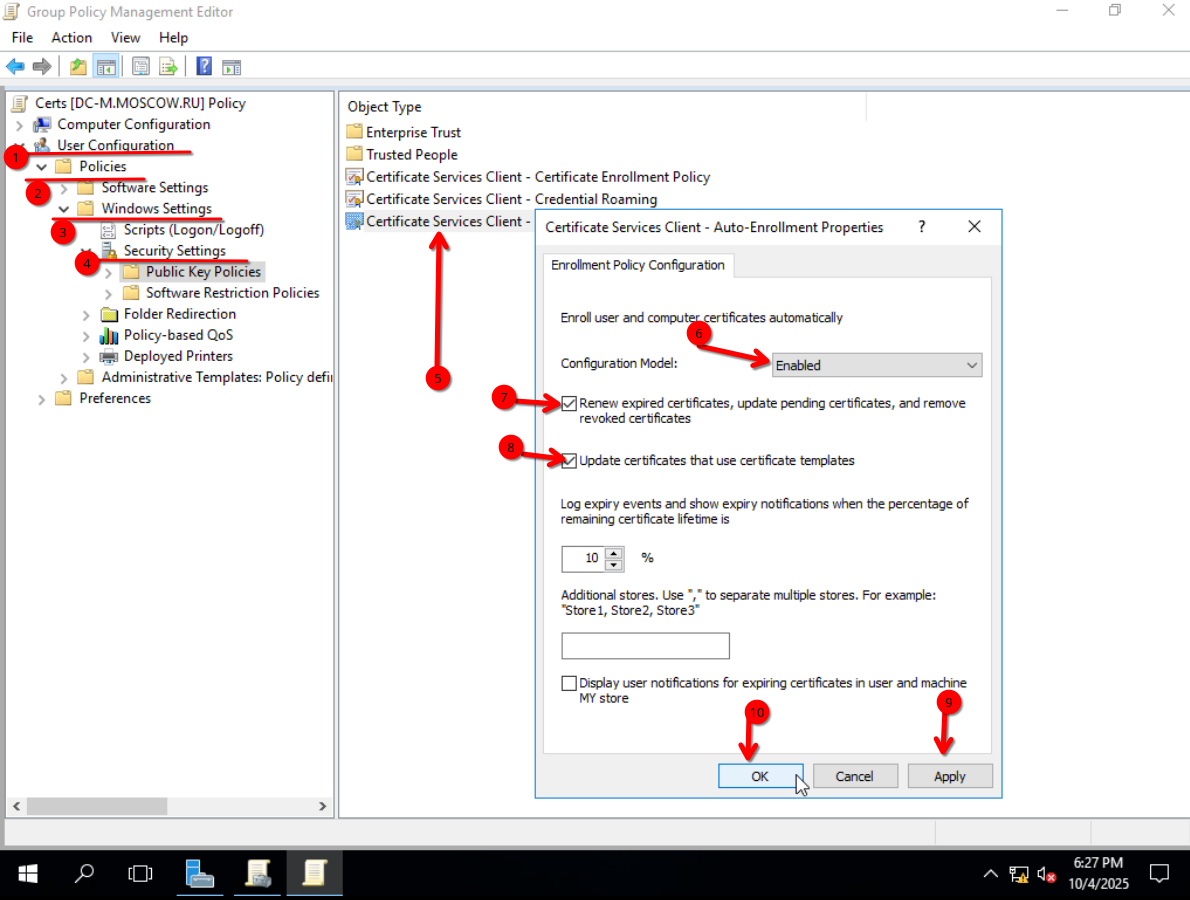 Group Policy Management Editor
File Action View Help
Certs [DC-M.MOSCOW.RU] Policy
Computer Configuration
User Configuration
1
Policies
2
Software Settings
Windows Settings
3
Scripts (Logon/Logoff)
Security Settings
4
Public Key Policies
Software Restriction Policies
Folder Redirection
Policy-based QoS
Deployed Printers
Administrative Templates: Policy defi
Preferences
Object Type
Enterprise Trust
Trusted People
Certificate Services Client - Certificate Enrollment Policy
Certificate Services Client - Credential Roaming
Certificate Services Client -
5
Certificate Services Client - Auto-Enrollment Properties ?
Enrollment Policy Configuration
Enroll user and computer certificates automatically
6
Configuration Model: Enabled
7
Renew expired certificates, update pending certificates, and remove
revoked certificates
8
Update certificates that use certificate templates
Log expiry events and show expiry notifications when the percentage of
remaining certificate lifetime is
10 %
Additional stores. Use "," to separate multiple stores. For example:
"Store1, Store2, Store3"
Display user notifications for expiring certificates in user and machine
MY store
10 9
OK Cancel Apply
6:27 PM
10/4/2025